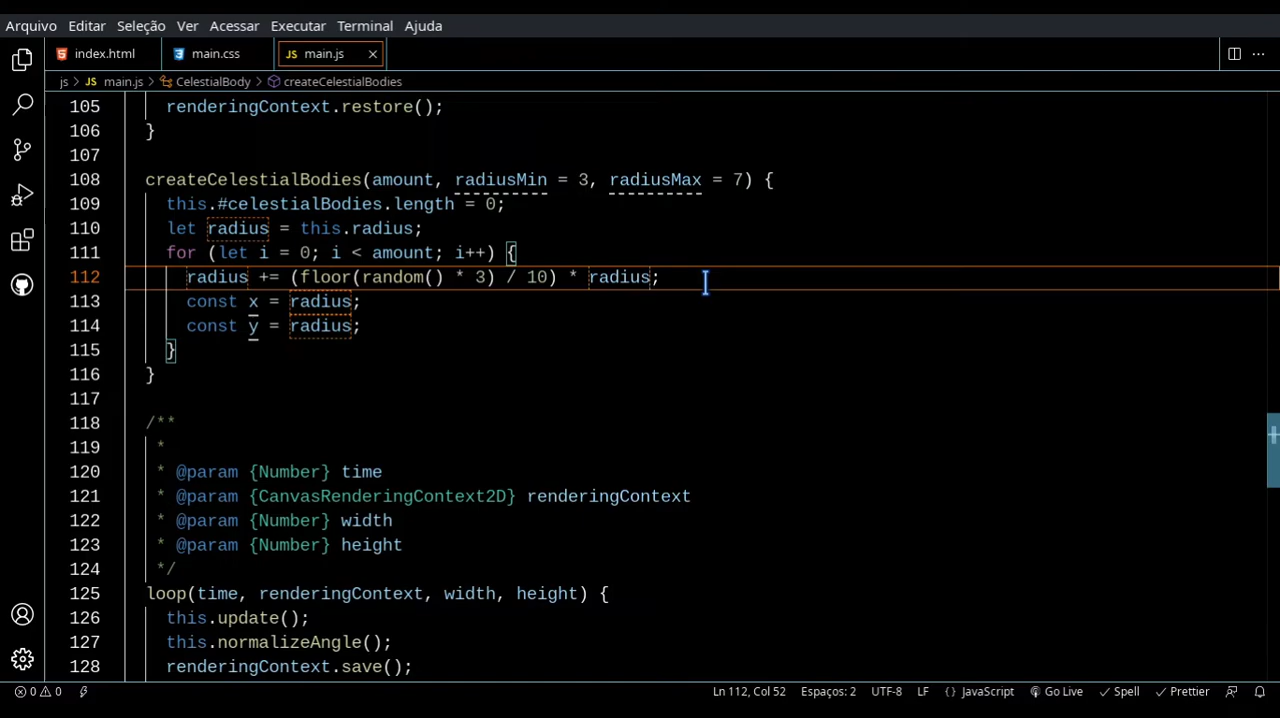 Arquivo Editar Seleção Ver Acessar Executar Terminal Ajuda
index.html main.css JS main.js
js > JS main.js > CelestialBody > createCelestialBodies
105 renderingContext.restore();
106 }
107
108 createCelestialBodies(amount, radiusMin = 3, radiusMax = 7) {
109 this.#celestialBodies.length = 0;
110 let radius = this.radius;
111 for (let i = 0; i < amount; i++) {
112 radius += (floor(random() * 3) / 10) * radius;
113 const x = radius;
114 const y = radius;
115 }
116 }
117
118 /**
119 *
120 * @param {Number} time
121 * @param {CanvasRenderingContext2D} renderingContext
122 * @param {Number} width
123 * @param {Number} height
124 */
125 loop(time, renderingContext, width, height) {
126 this.update();
127 this.normalizeAngle();
128 renderingContext.save();
0 0 Ln 112, Col 52 Espaços: 2 UTF-8 LF {} JavaScript Go Live Spell Prettier